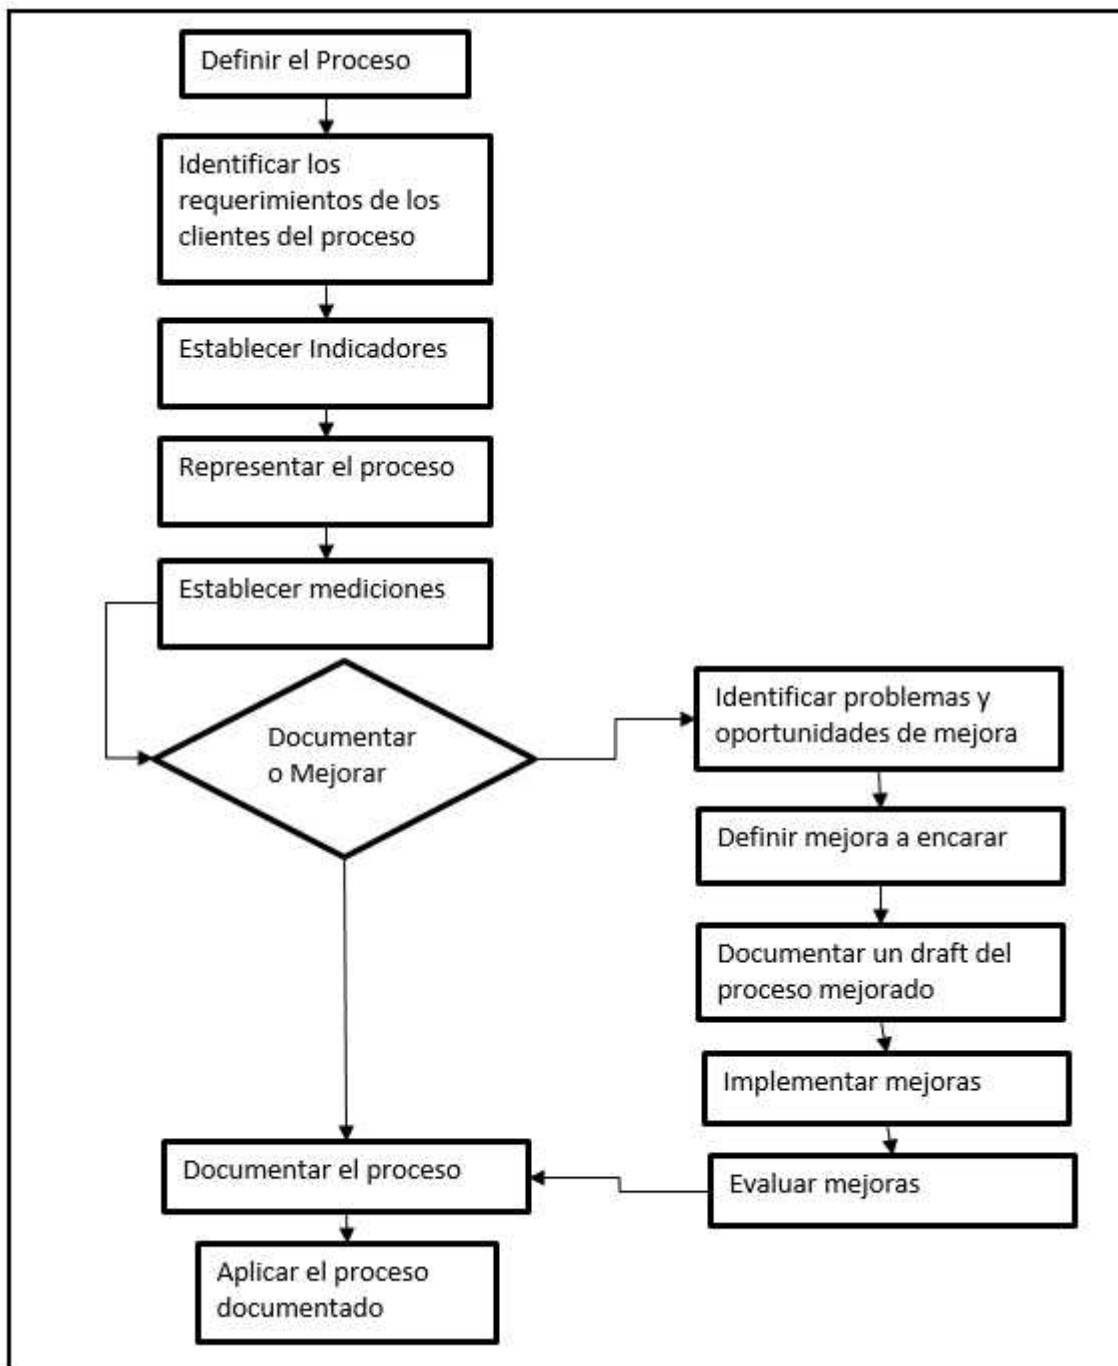 Definir el Proceso
Identificar los
requerimientos de los
clientes del proceso
Establecer Indicadores
Representar el proceso
Establecer mediciones
Documentar
o Mejorar
Identificar problemas y
oportunidades de mejora
Definir mejora a encarar
Documentar un draft del
proceso mejorado
Implementar mejoras
Evaluar mejoras
Documentar el proceso
Aplicar el proceso
documentado